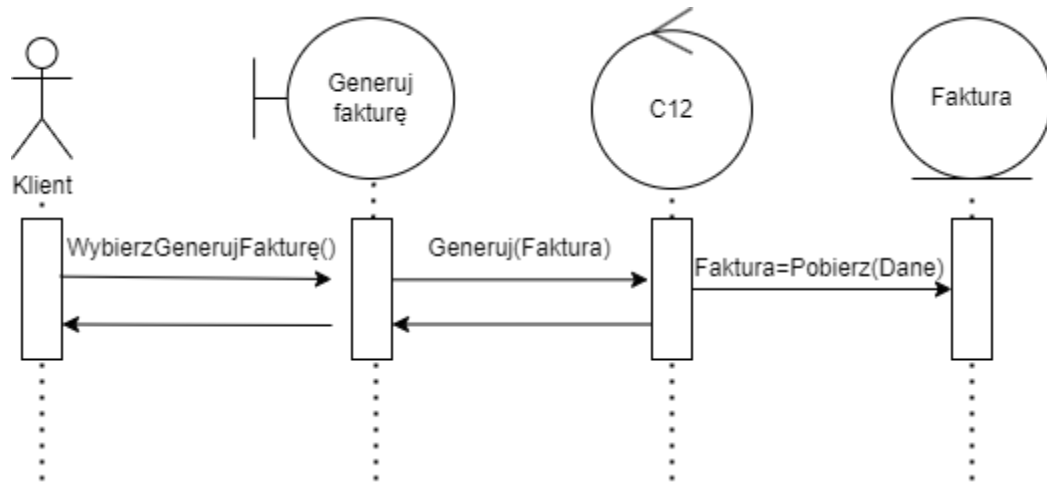 Generuj
fakturę
C12
Faktura
Klient
WybierzGenerujFakturę()
Generuj(Faktura)
Faktura=Pobierz(Dane)